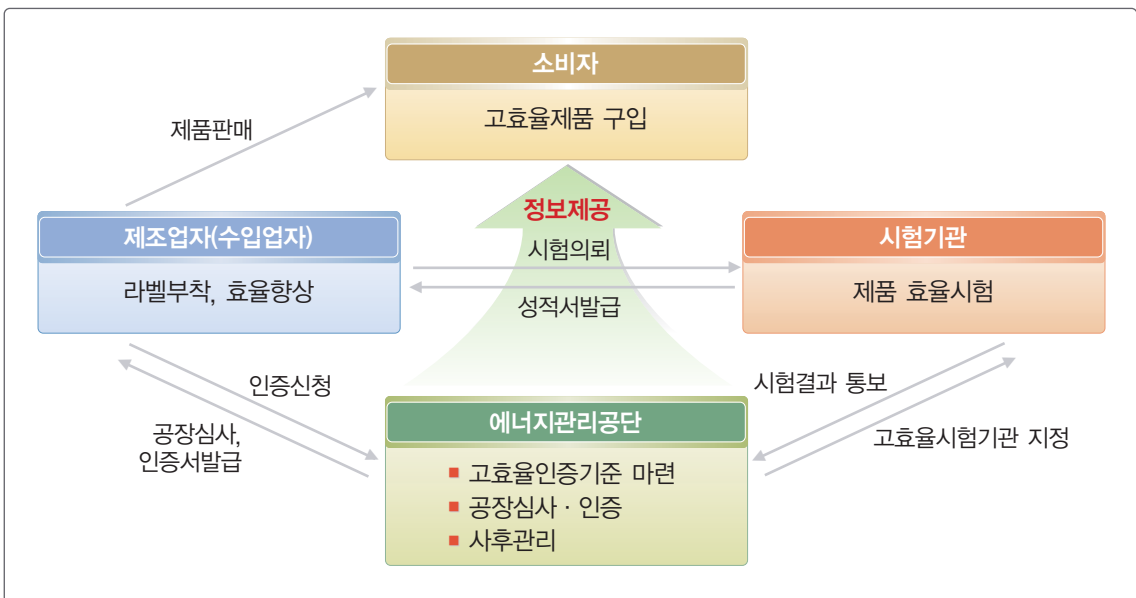 소비자
고효율제품 구입
제품판매
정보제공
제조업자(수입업자)
라벨부착, 효율향상
시험의뢰
성적서발급
시험기관
제품 효율시험
인증신청
공장심사,
인증서발급
시험결과 통보
고효율시험기관 지정
에너지관리공단
■ 고효율인증기준 마련
■ 공장심사 · 인증
■ 사후관리